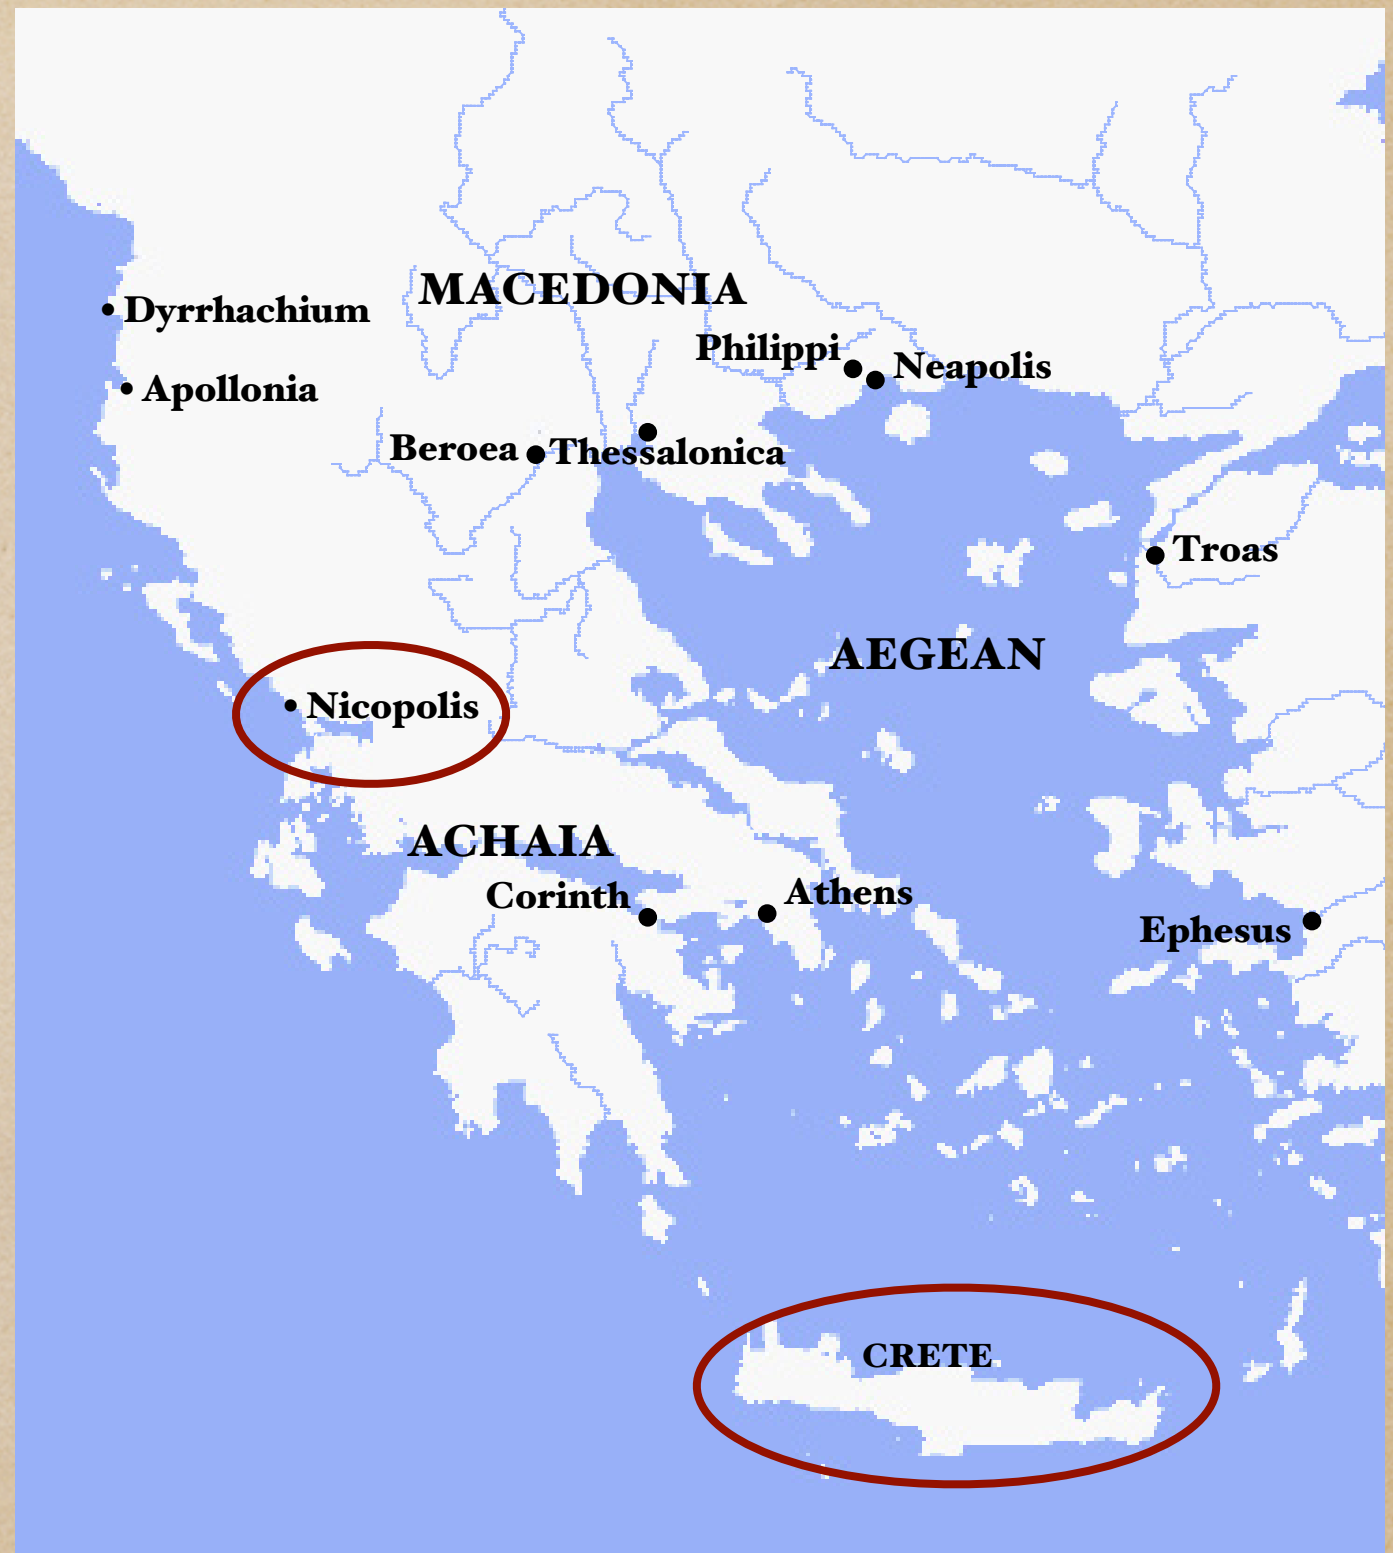 MACEDONIA
Dyrrhachium
Philippi
Neapolis
Apollonia
Beroea
Thessalonica
Troas
AEGEAN
Nicopolis
ACHAIA
Corinth
Athens
Ephesus
CRETE